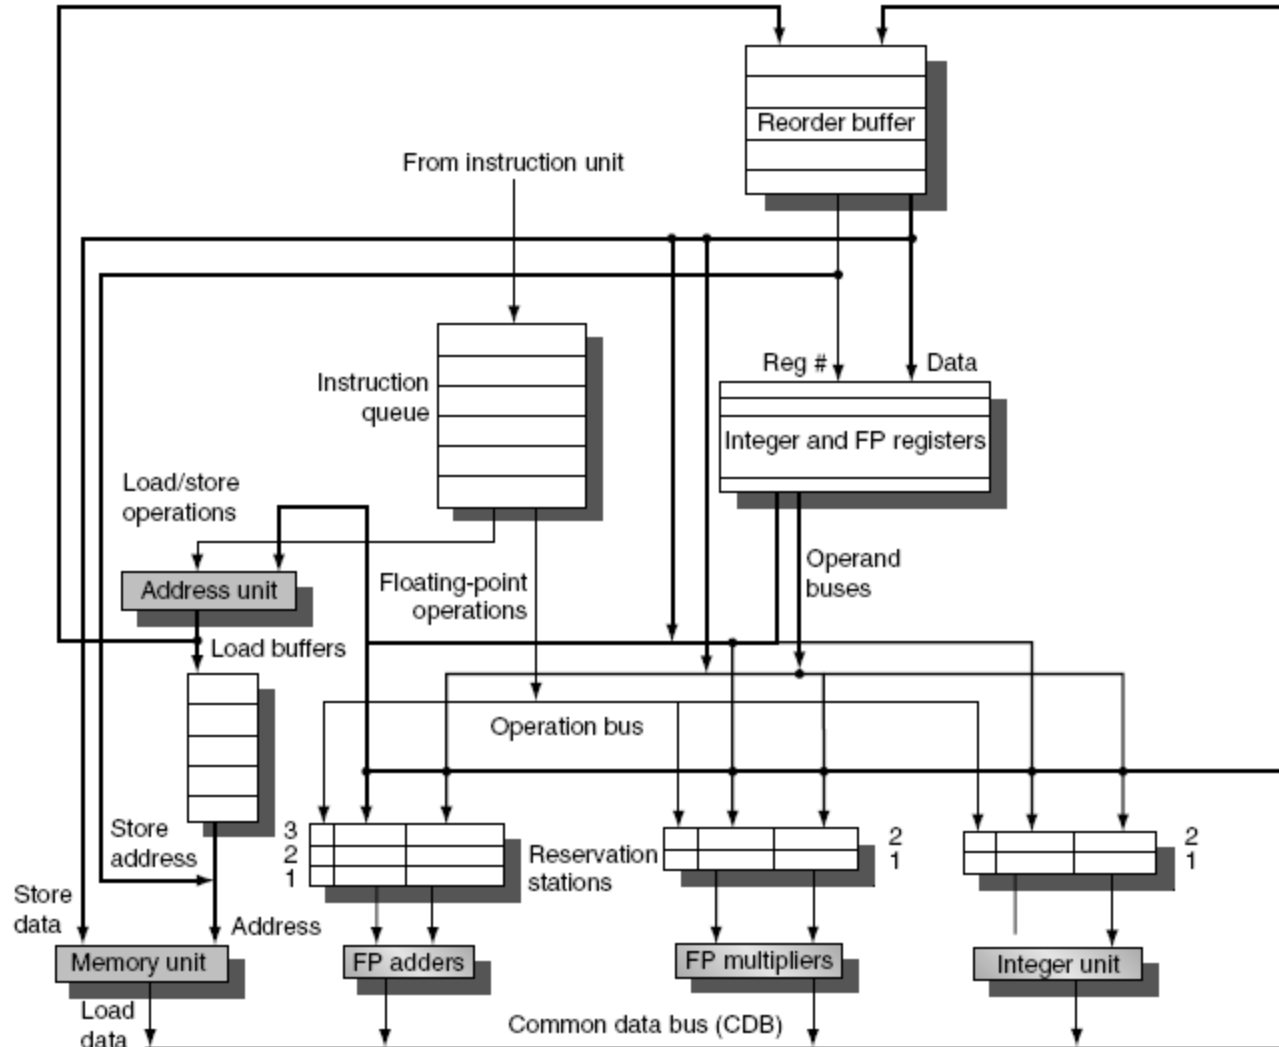 Reorder buffer
From instruction unit
Reg #
Data
Instruction
queue
Integer and FP registers
Load/store
operations
Operand
buses
Address unit
Floating-point
operations
Load buffers
Operation bus
Store
address
3
2
1
Reservation
stations
2
1
2
1
Store
data
Address
Memory unit
FP adders
FP multipliers
Integer unit
Load
data
Common data bus (CDB)